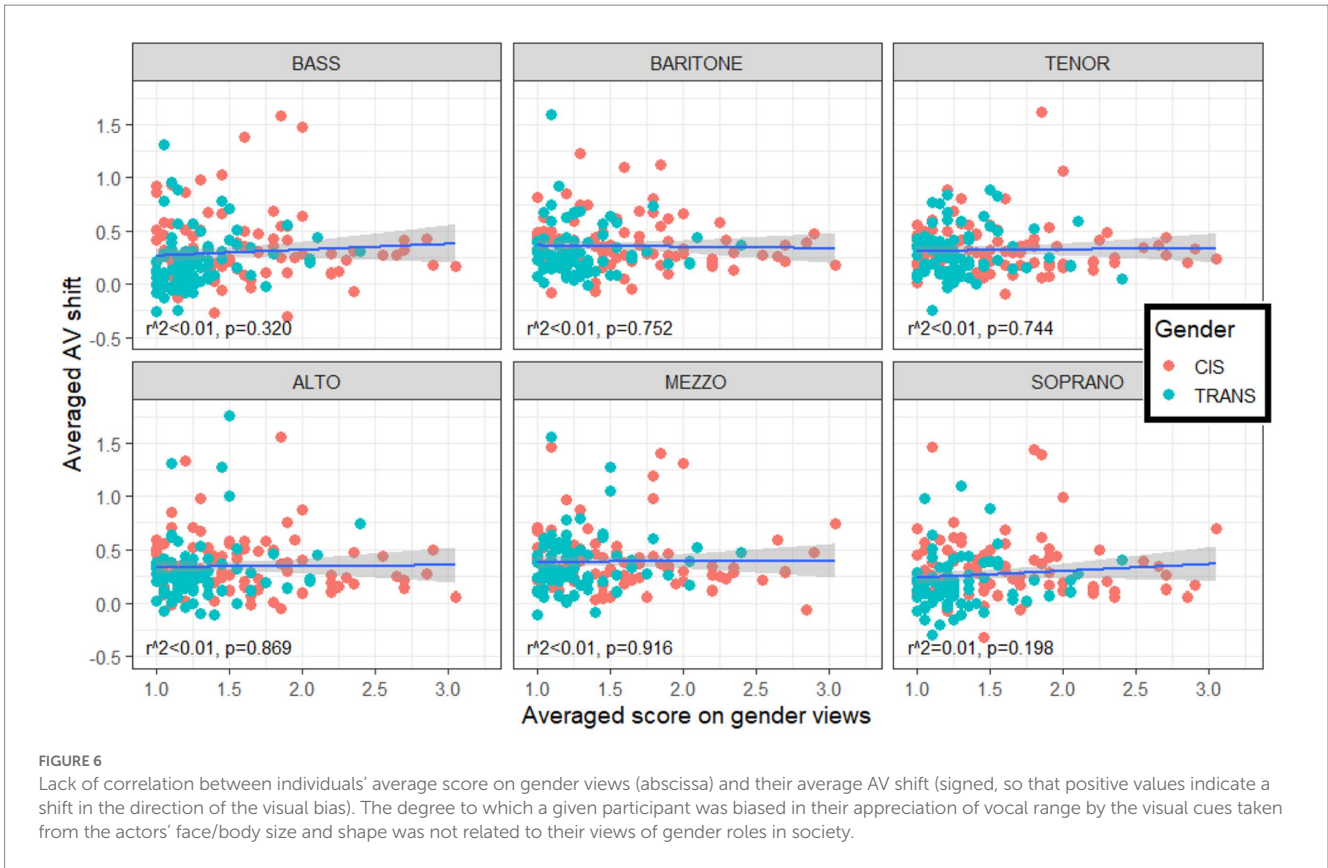 BASS
BARITONE
TENOR
1.5
1.0
0.5
0.0
-0.5
r^2<0.01, p=0.320
r^2<0.01, p=0.752
r^2<0.01, p=0.744
Gender
CIS
TRANS
ALTO
MEZZO
SOPRANO
Averaged AV shift
1.5
1.0
0.5
0.0
-0.5
r^2<0.01, p=0.869
r^2<0.01, p=0.916
r^2=0.01, p=0.198
1.0 1.5 2.0 2.5 3.0
1.0 1.5 2.0 2.5 3.0
1.0 1.5 2.0 2.5 3.0
Averaged score on gender views
FIGURE 6
Lack of correlation between individuals’ average score on gender views (abscissa) and their average AV shift (signed, so that positive values indicate a
shift in the direction of the visual bias). The degree to which a given participant was biased in their appreciation of vocal range by the visual cues taken
from the actors’ face/body size and shape was not related to their views of gender roles in society.